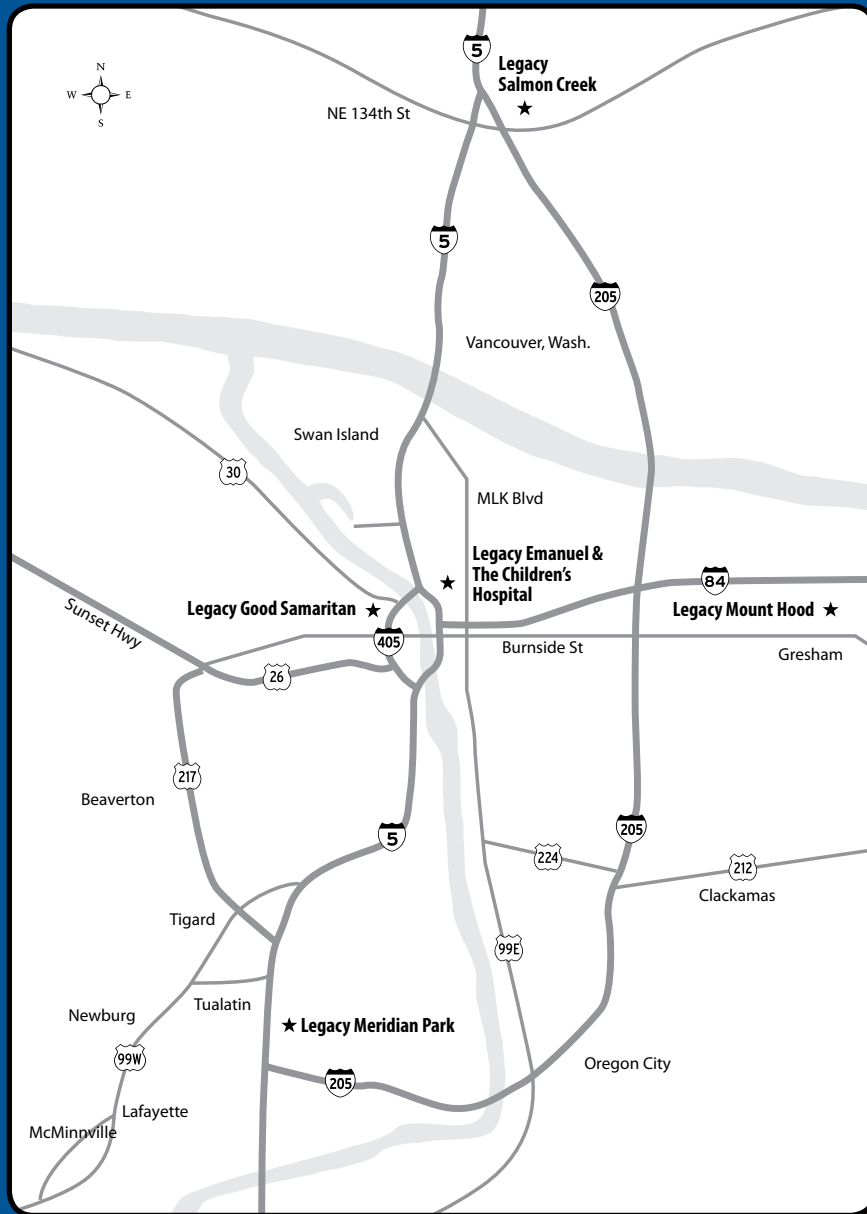 N
W E
S
5
Legacy
Salmon Creek
NE 134th St
5
205
Vancouver, Wash.
Swan Island
30
MLK Blvd
Legacy Emanuel &
The Children's
Hospital
84
Legacy Good Samaritan
Legacy Mount Hood
Sunset Hwy
405
Burnside St
Gresham
26
217
Beaverton
5
205
224
212
Clackamas
Tigard
99E
Tualatin
Newburg
Legacy Meridian Park
99W
Oregon City
205
Lafayette
McMinnville